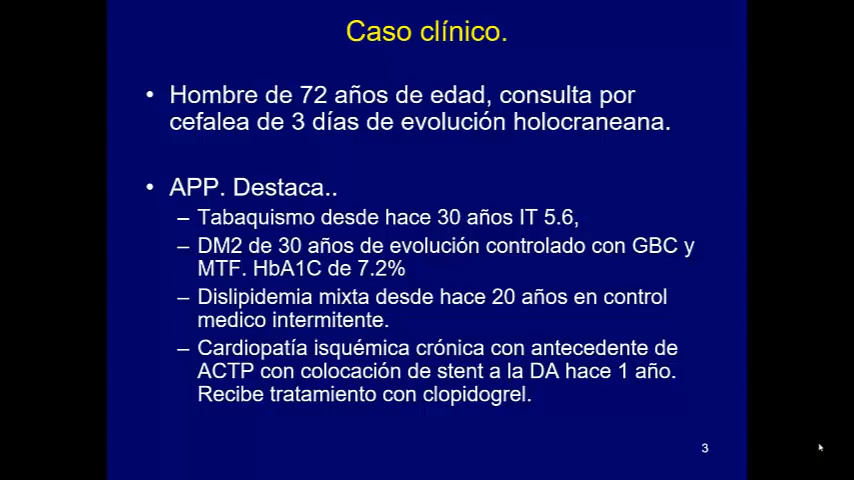 Caso clínico.
• Hombre de 72 años de edad, consulta por
cefalea de 3 días de evolución holocraneana.
• APP. Destaca..
– Tabaquismo desde hace 30 años IT 5.6,
– DM2 de 30 años de evolución controlado con GBC y
MTF. HbA1C de 7.2%
– Dislipidemia mixta desde hace 20 años en control
medico intermitente.
– Cardiopatía isquémica crónica con antecedente de
ACTP con colocación de stent a la DA hace 1 año.
Recibe tratamiento con clopidogrel.
3